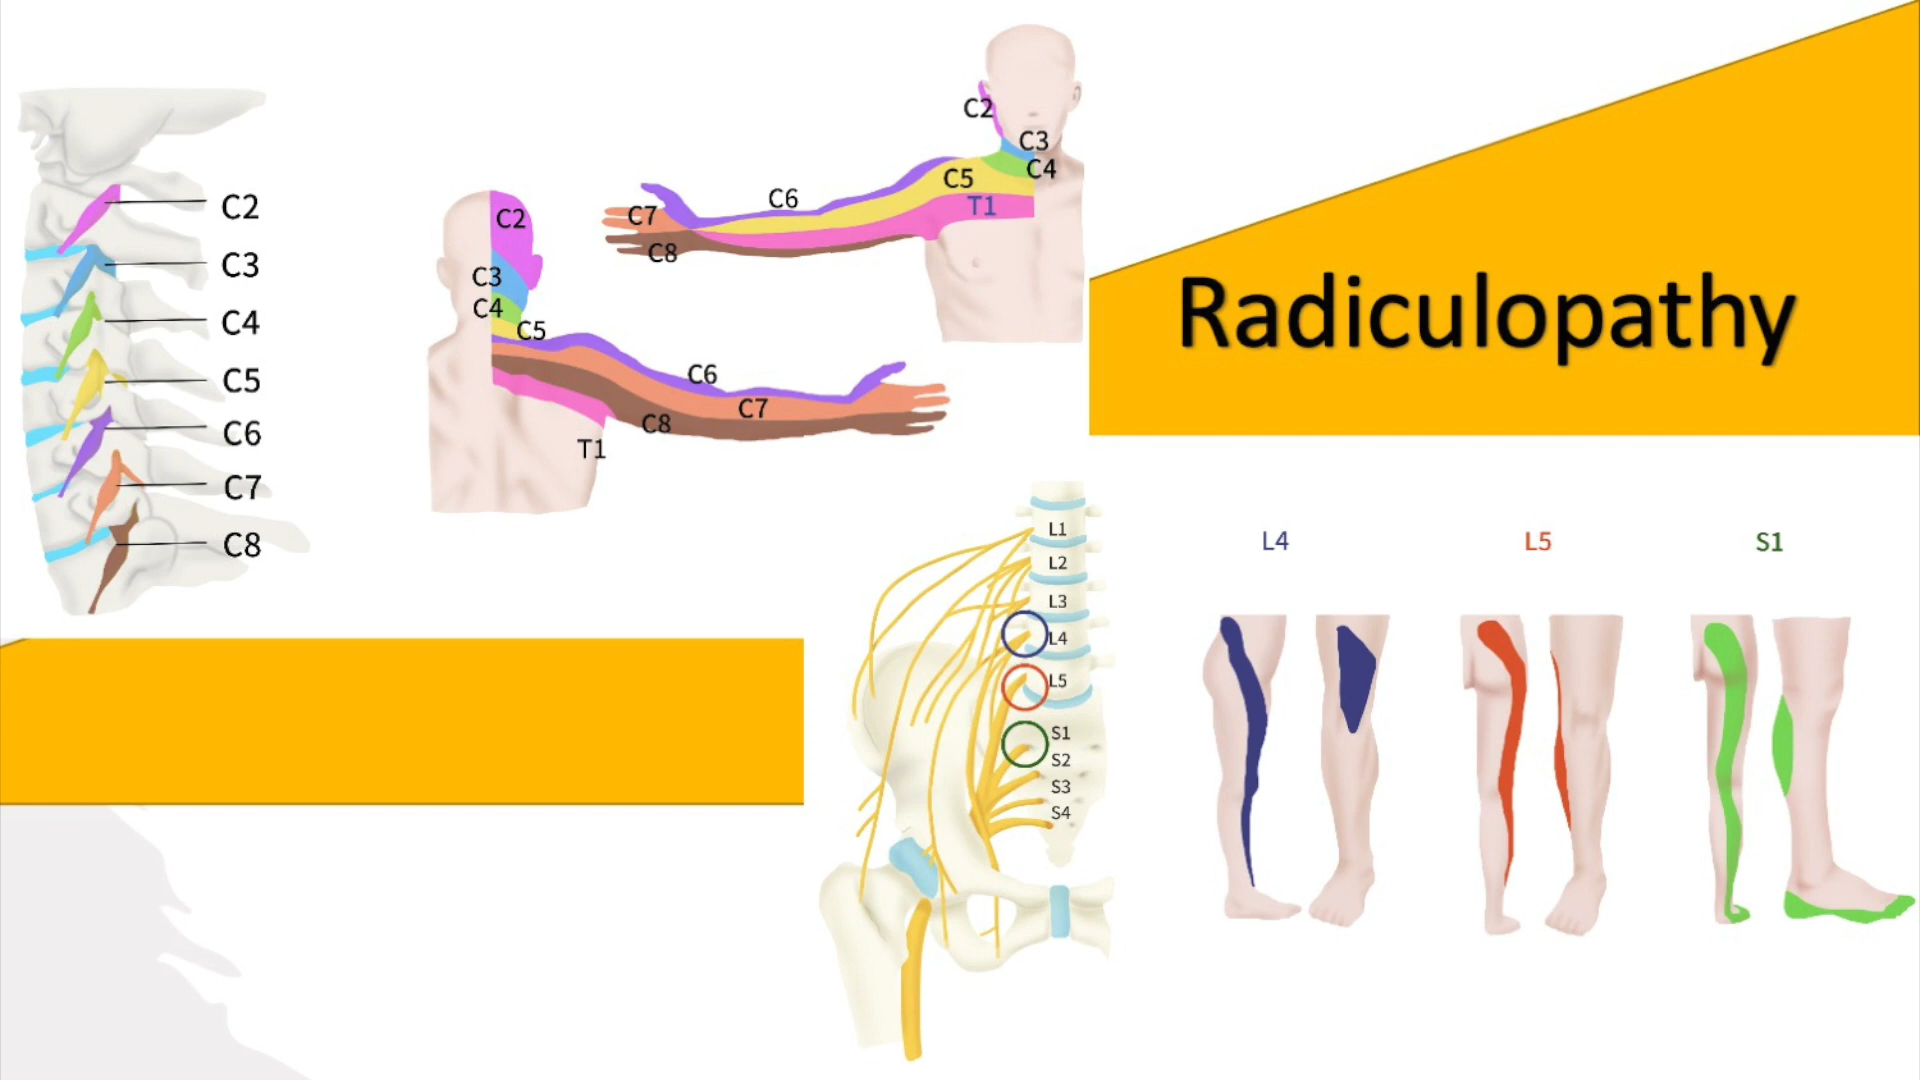 C2
C3
C4
C5
C6
C7
C8
C2
C3
C4
C5
C6
C7
C8
T1
C2
C3
C4
C5
T1
C6
C7
C8
Radiculopathy
L1
L2
L3
L4
L5
S1
S2
S3
S4
L4
L5
S1